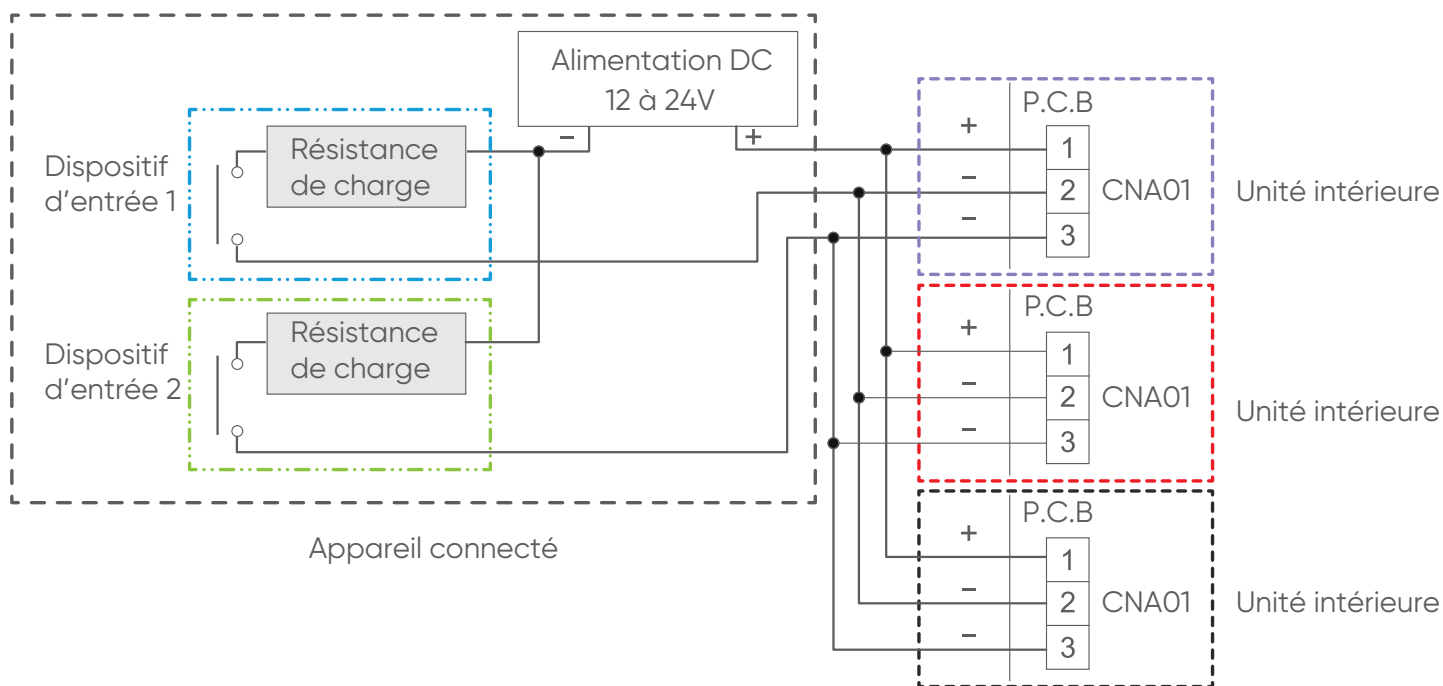 Alimentation DC
12 à 24V
–
+
Dispositif
d'entrée 1
Résistance
de charge
Dispositif
d'entrée 2
Résistance
de charge
Appareil connecté
P.C.B
+
1
–
2
CNA01
–
3
Unité intérieure
P.C.B
+
1
–
2
CNA01
–
3
Unité intérieure
P.C.B
+
1
–
2
CNA01
–
3
Unité intérieure